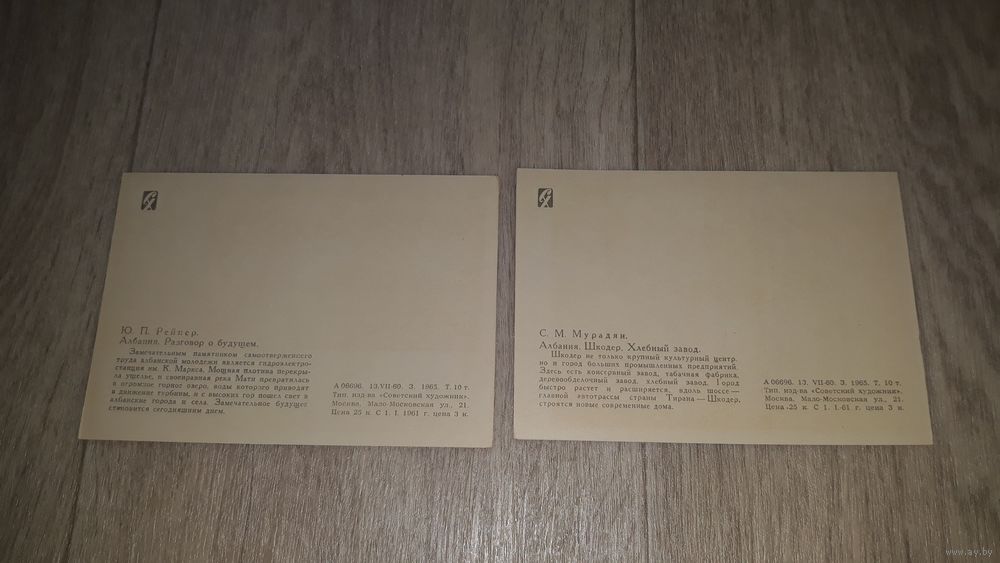 Ю. П. Рейнер.
Албания. Разговор о будущем.
Замечательным памятником самоотверженного
труда албанской молодежи является гидроэлектро-
станция им. К. Маркса. Мощная плотина перекры-
ла ущелье, и своенравная река Мати превратилась
в огромное горное озеро, воды которого приводят
в движение турбины, и с высоких гор пошел свет в
албанские города и села. Замечательное будущее
становится сегодняшним днем.
А 06696. 13.VII-60. З. 1965. Т. 10 т.
Тип. изд-ва «Советский художник».
Москва. Мало-Московская ул., 21.
Цена 25 к. С 1. I. 1961 г. цена 3 к.
С. М. Мурадян.
Албания. Шкодер. Хлебный завод.
Шкодер не только крупный культурный центр,
но и город больших промышленных предприятий.
Здесь есть консервный завод, табачная фабрика,
деревообделочный завод, хлебный завод. Город
быстро растет и расширяется, вдоль шоссе —
главной автотрассы страны Тирана — Шкодер,
строятся новые современные дома.
А 06696. 13. VII-60. З. 1965. Т. 10 т.
Тип. изд-ва «Советский художник».
Москва. Мало-Московская ул., 21.
Цена 25 к. С 1. I.-61 г. цена 3 к.
www.ay.by